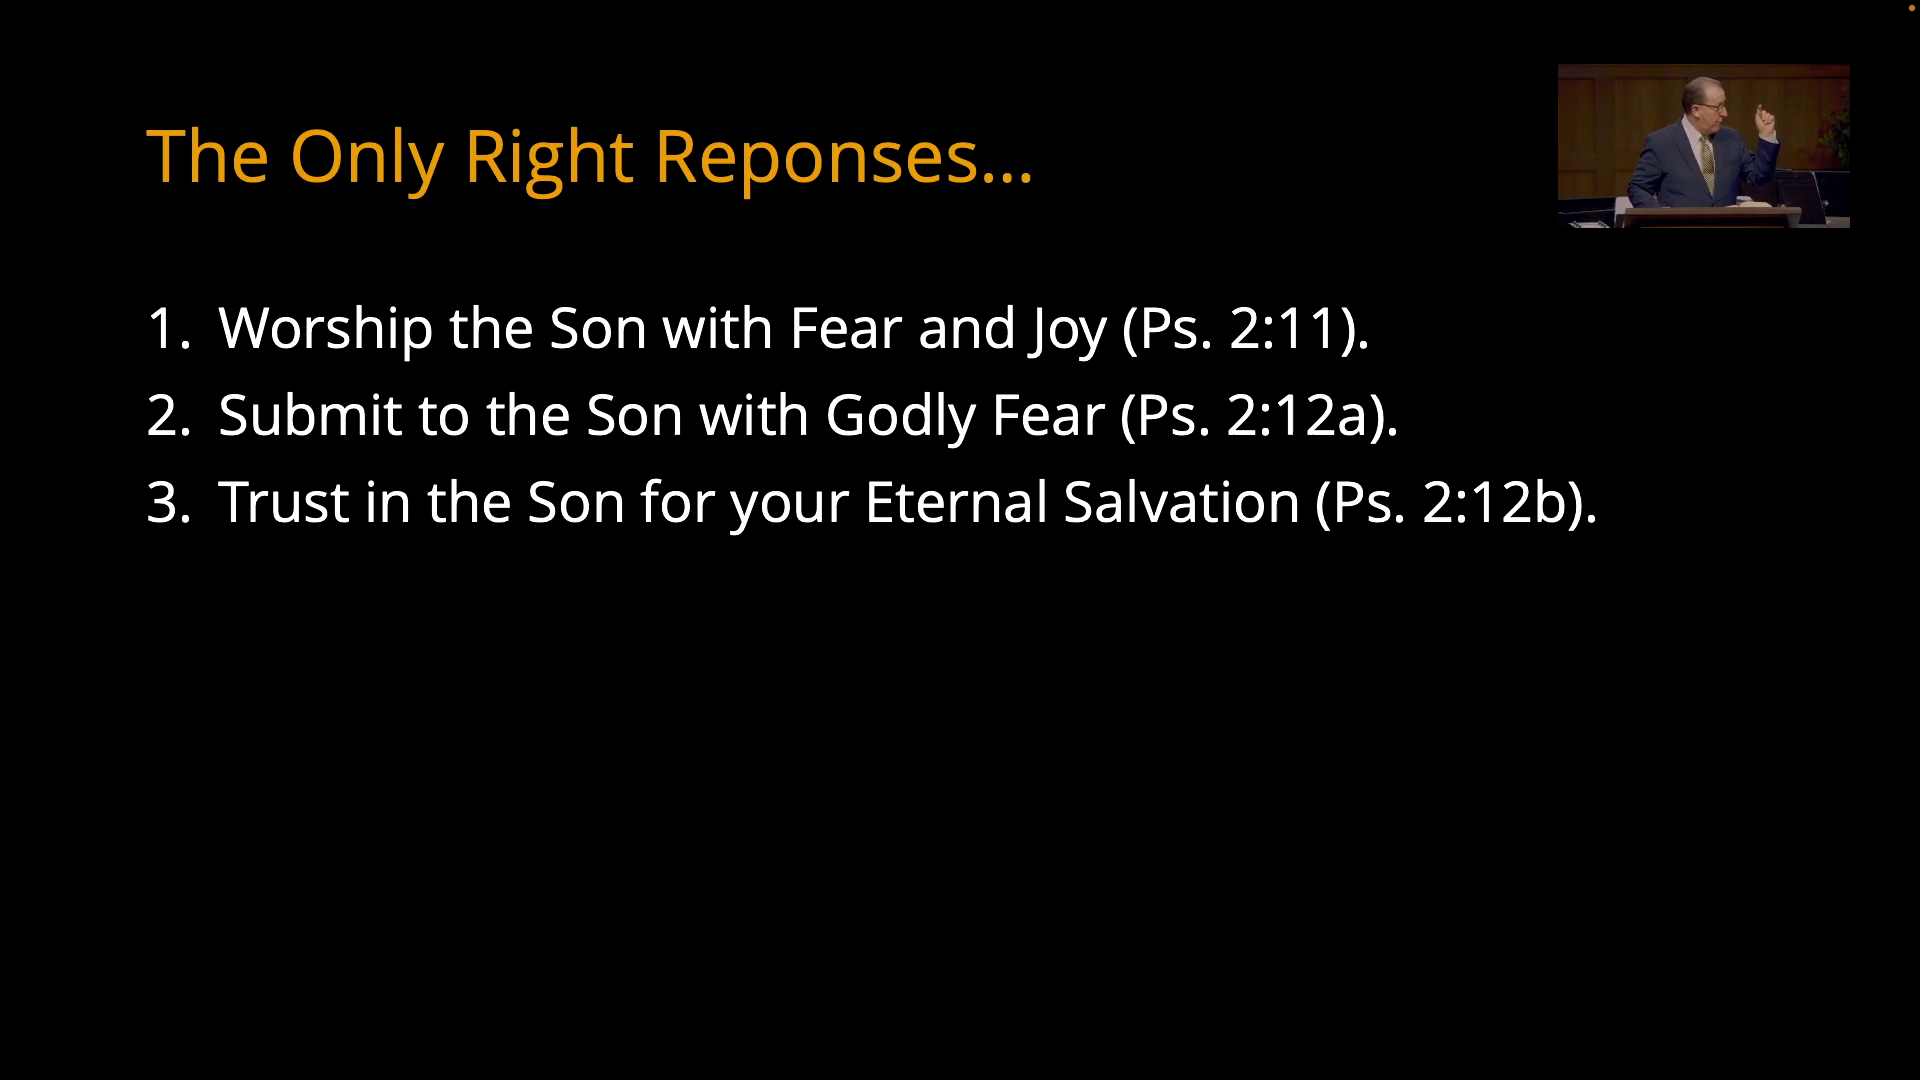 The Only Right Reponses...
1. Worship the Son with Fear and Joy (Ps. 2:11).
2. Submit to the Son with Godly Fear (Ps. 2:12a).
3. Trust in the Son for your Eternal Salvation (Ps. 2:12b).